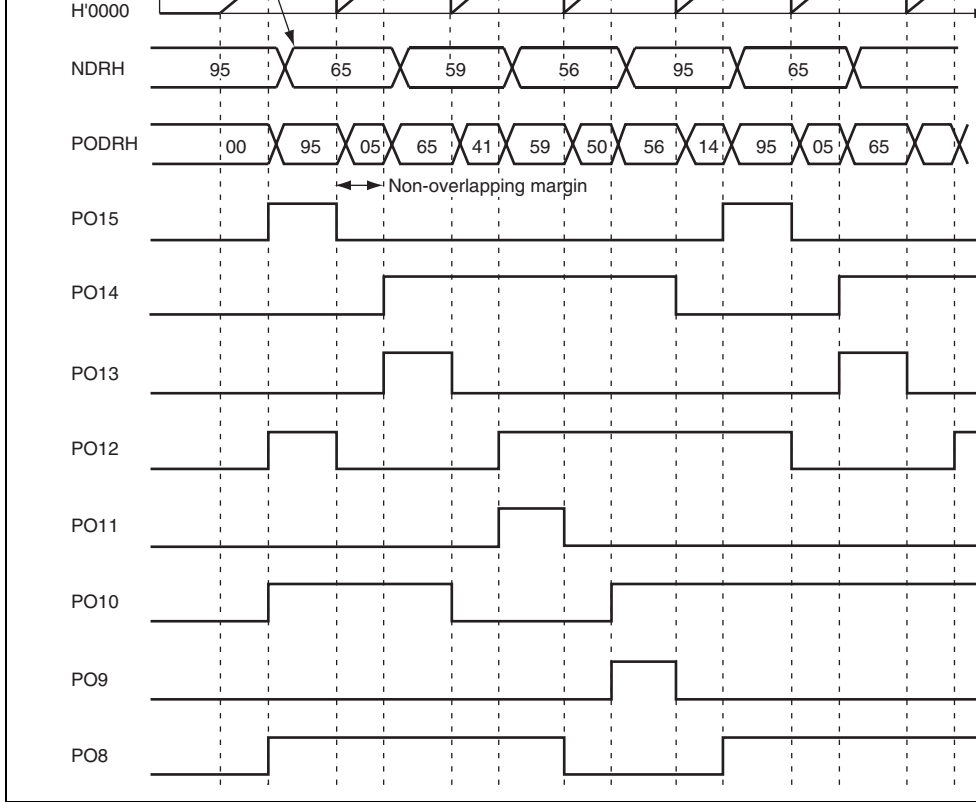 H'0000
NDRH 95 65 59 56 95 65
PODRH 00 95 05 65 41 59 50 56 14 95 05 65
Non-overlapping margin
PO15
PO14
PO13
PO12
PO11
PO10
PO9
PO8